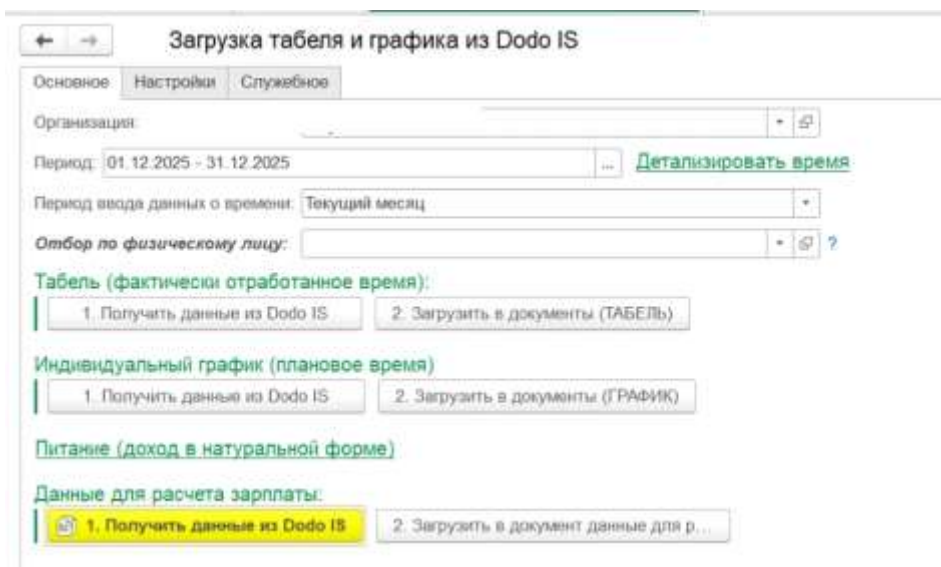 Загрузка табеля и графика из Dodo IS
Основное Настройки Служебное
Организация:
Период: 01.12.2025 - 31.12.2025 ... Детализировать время
Период ввода данных о времени: Текущий месяц
Отбор по физическому лицу: ?
Табель (фактически отработанное время):
1. Получить данные из Dodo IS 2. Загрузить в документы (ТАБЕЛЬ)
Индивидуальный график (плановое время)
1. Получить данные из Dodo IS 2. Загрузить в документы (ГРАФИК)
Питание (доход в натуральной форме)
Данные для расчета зарплаты:
1. Получить данные из Dodo IS 2. Загрузить в документ данные для р...